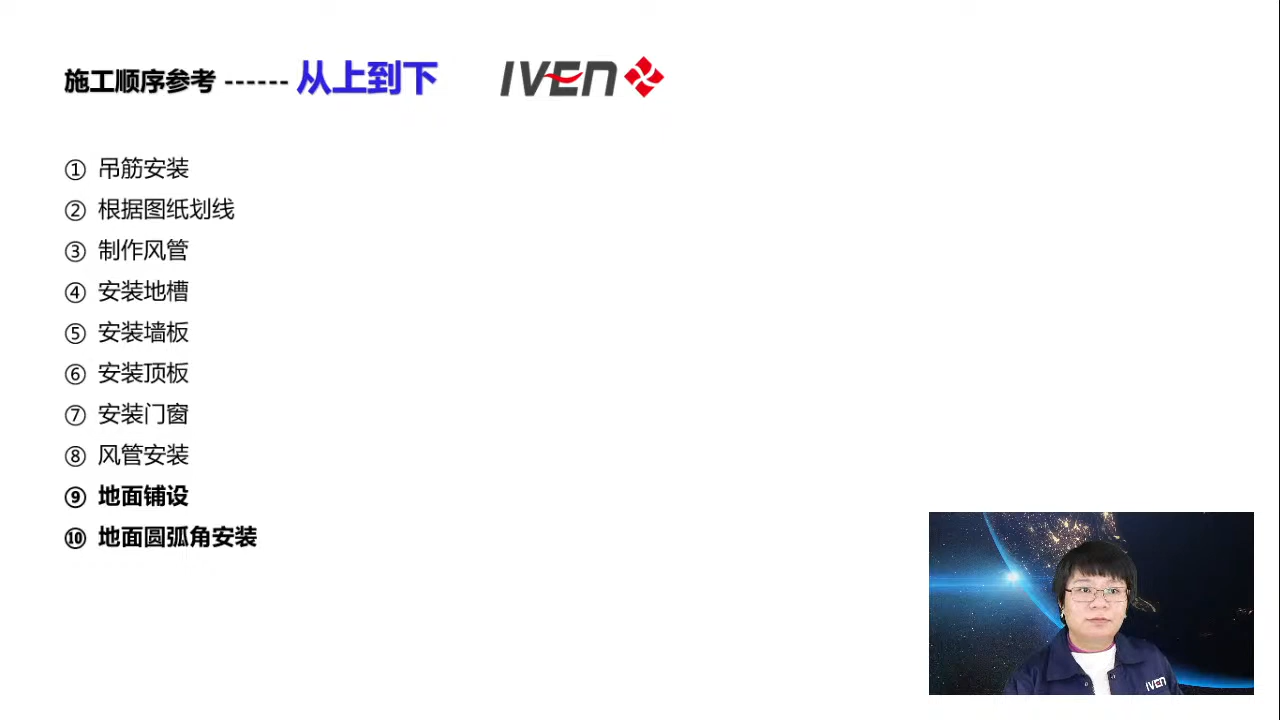 施工顺序参考 ------ 从上到下 IVEN
① 吊筋安装
② 根据图纸划线
③ 制作风管
④ 安装地槽
⑤ 安装墙板
⑥ 安装顶板
⑦ 安装门窗
⑧ 风管安装
⑨ 地面铺设
⑩ 地面圆弧角安装
IVEN